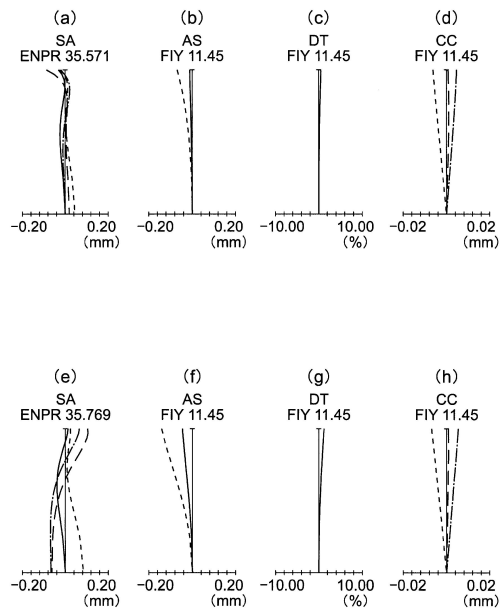 (a) (b) (c) (d)
SA AS DT CC
ENPR 35.571 FIY 11.45 FIY 11.45 FIY 11.45
−0.20 0.20 −0.20 0.20 −10.00 10.00 −0.02 0.02
(mm) (mm) (%) (mm)
(e) (f) (g) (h)
SA AS DT CC
ENPR 35.769 FIY 11.45 FIY 11.45 FIY 11.45
−0.20 0.20 −0.20 0.20 −10.00 10.00 −0.02 0.02
(mm) (mm) (%) (mm)